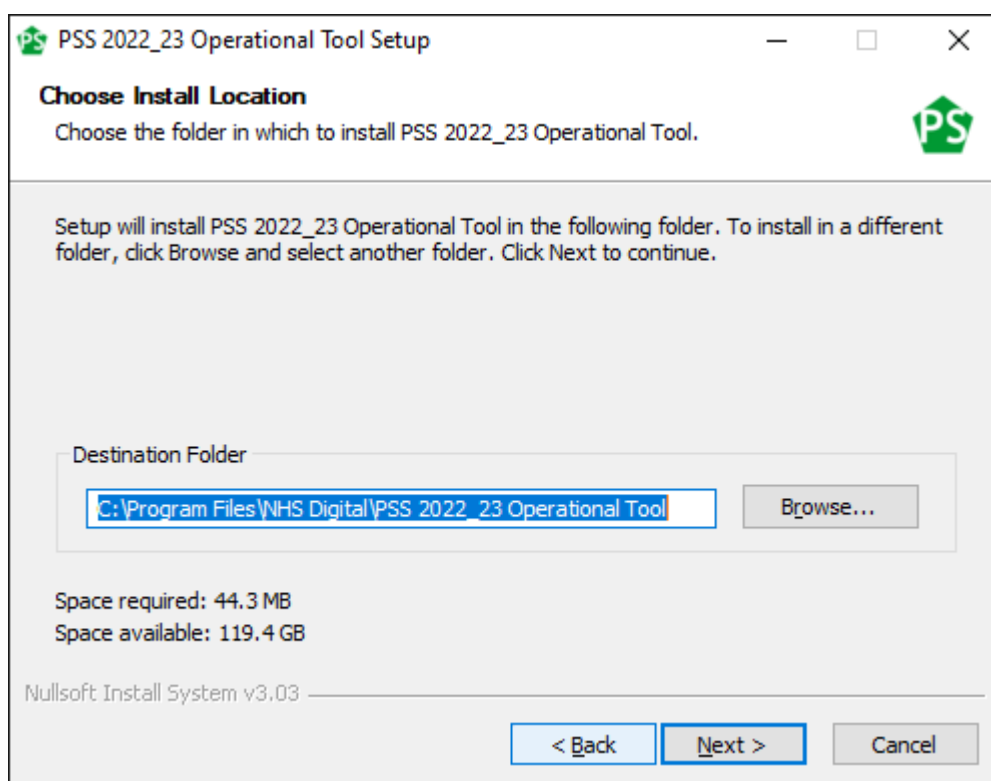 PS PSS 2022_23 Operational Tool Setup
Choose Install Location
Choose the folder in which to install PSS 2022_23 Operational Tool.
PS
Setup will install PSS 2022_23 Operational Tool in the following folder. To install in a different
folder, click Browse and select another folder. Click Next to continue.
Destination Folder
C:\Program Files\NHS Digital\PSS 2022_23 Operational Tool
Browse...
Space required: 44.3 MB
Space available: 119.4 GB
Nullsoft Install System v3.03
< Back
Next >
Cancel